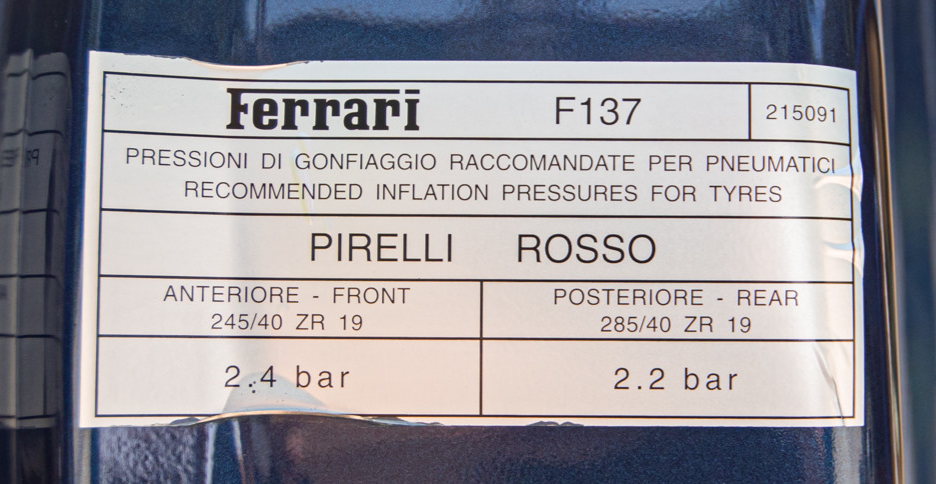 Ferrari F137 215091
PRESSIONI DI GONFIAGGIO RACCOMANDATE PER PNEUMATICI
RECOMMENDED INFLATION PRESSURES FOR TYRES
PIRELLI ROSSO
ANTERIORE - FRONT
245/40 ZR 19
POSTERIORE - REAR
285/40 ZR 19
2.4 bar
2.2 bar